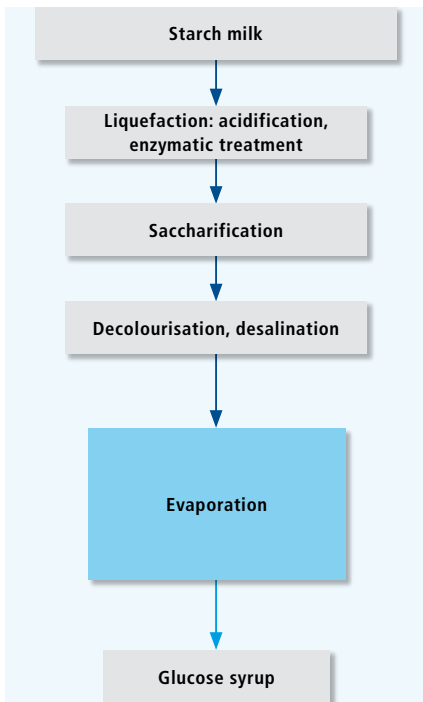 Starch milk
Liquefaction: acidification,
enzymatic treatment
Saccharification
Decolourisation, desalination
Evaporation
Glucose syrup